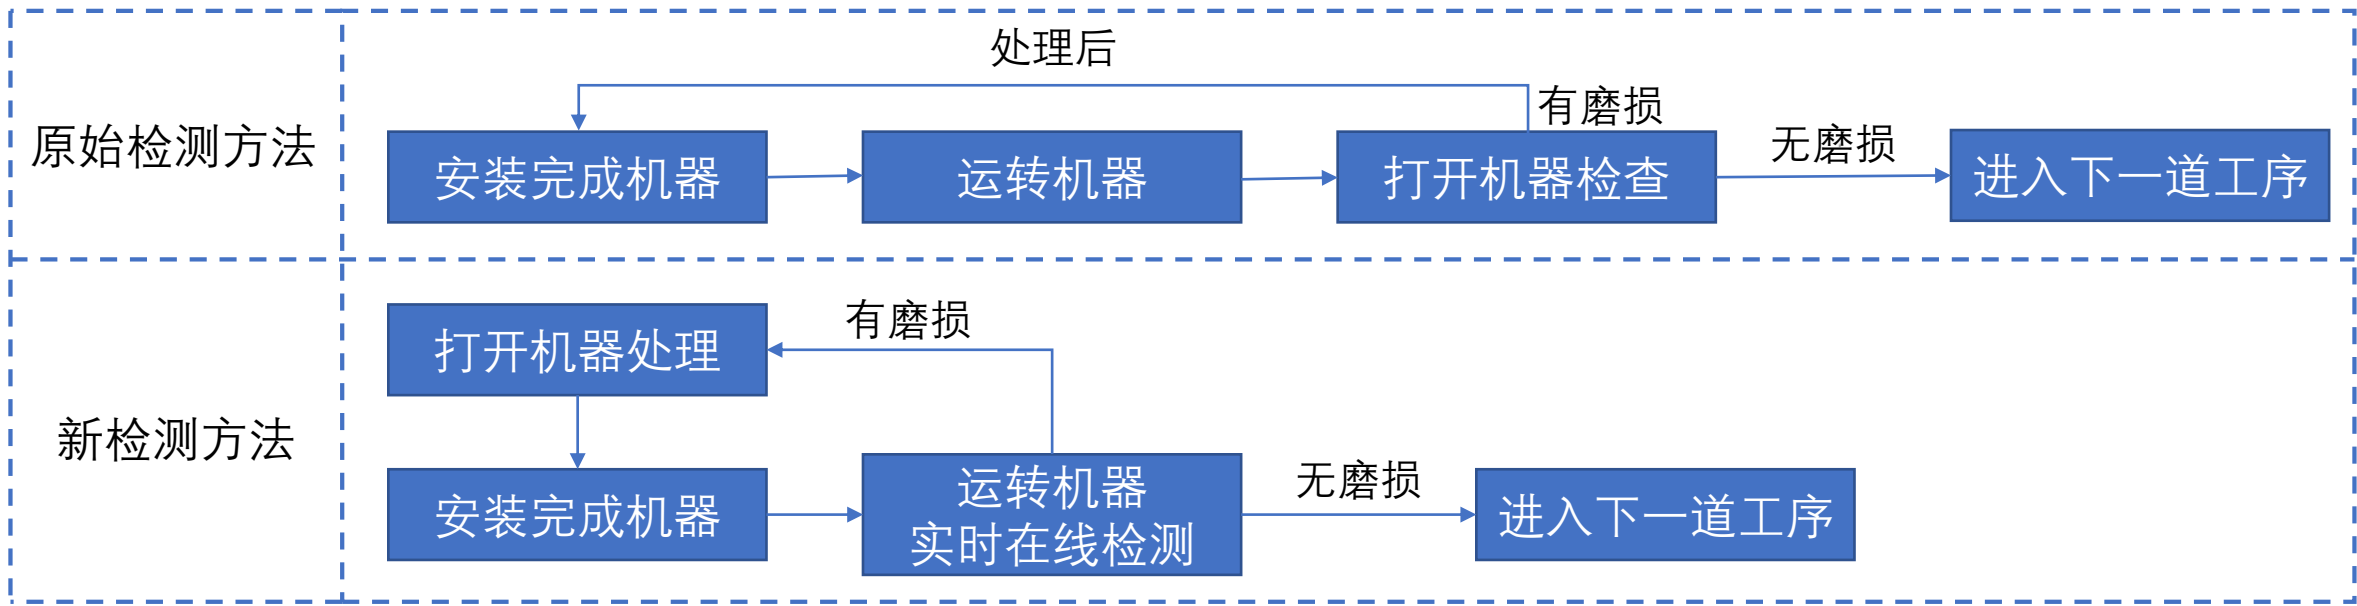 处理后
有磨损
原始检测方法
安装完成机器
运转机器
打开机器检查
无磨损
进入下一道工序
有磨损
打开机器处理
新检测方法
安装完成机器
运转机器
实时在线检测
无磨损
进入下一道工序